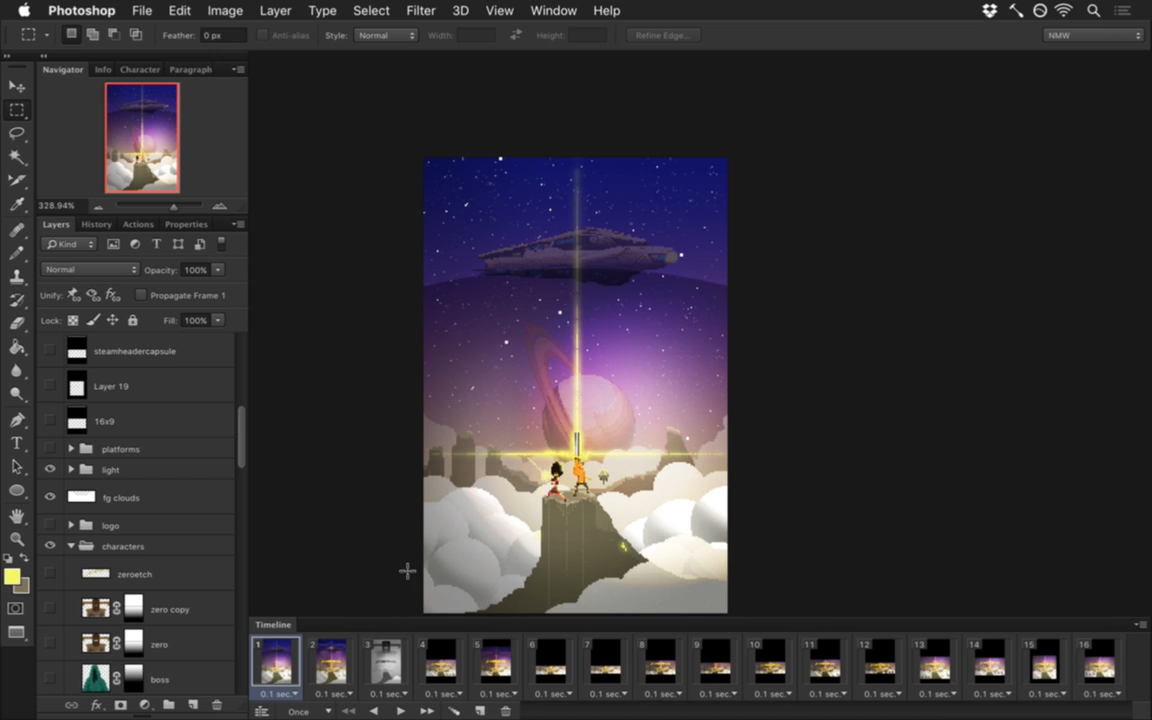 Photoshop File Edit Image Layer Type Select Filter 3D View Window Help
Feather: 0 px Anti-alias Style: Normal Width: Height: Refine Edge... NMW
Navigator Info Character Paragraph
328.94%
Layers History Actions Properties
Kind
Normal Opacity: 100%
Unify: Propagate Frame 1
Lock: Fill: 100%
steamheadercapsule
Layer 19
16x9
platforms
light
fg clouds
logo
characters
zeroetch
zero copy
zero
boss
Timeline
1 2 3 4 5 6 7 8 9 10 11 12 13 14 15 16
0.1 sec. 0.1 sec. 0.1 sec. 0.1 sec. 0.1 sec. 0.1 sec. 0.1 sec. 0.1 sec. 0.1 sec. 0.1 sec. 0.1 sec. 0.1 sec. 0.1 sec. 0.1 sec. 0.1 sec. 0.1 sec.
Once